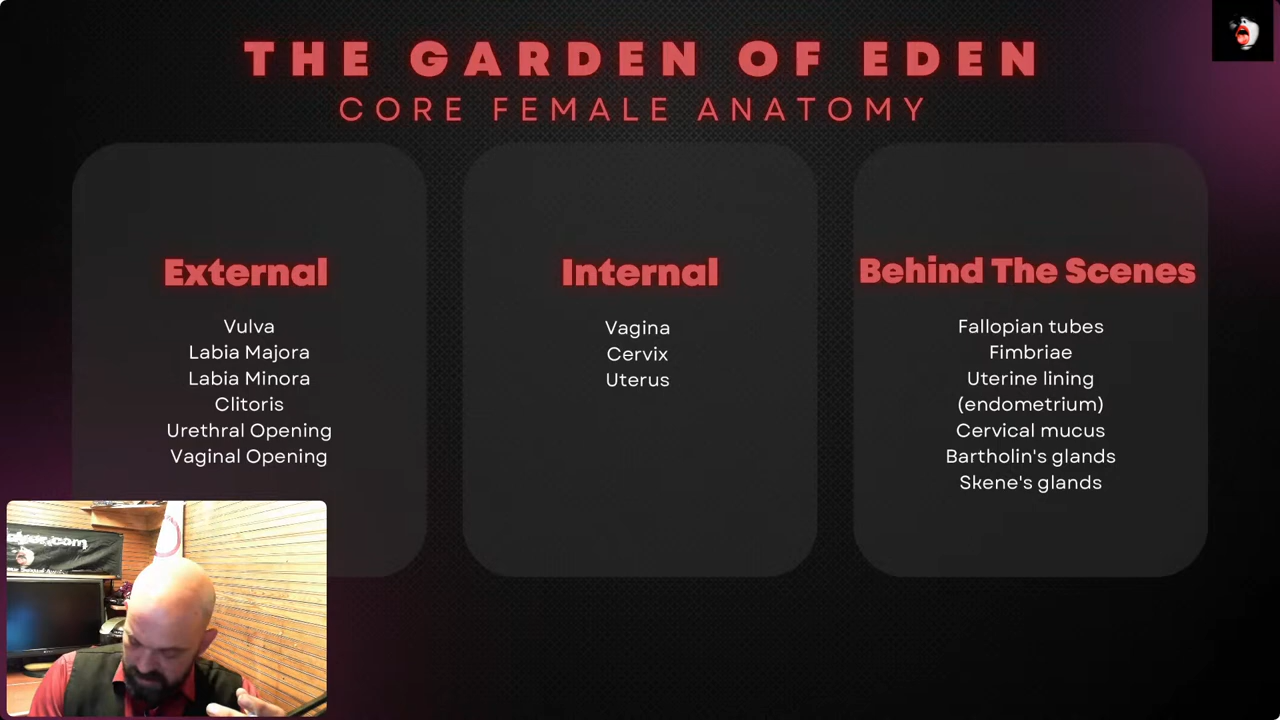 THE GARDEN OF EDEN
CORE FEMALE ANATOMY
External
Vulva
Labia Majora
Labia Minora
Clitoris
Urethral Opening
Vaginal Opening
Internal
Vagina
Cervix
Uterus
Behind The Scenes
Fallopian tubes
Fimbriae
Uterine lining
(endometrium)
Cervical mucus
Bartholin's glands
Skene's glands